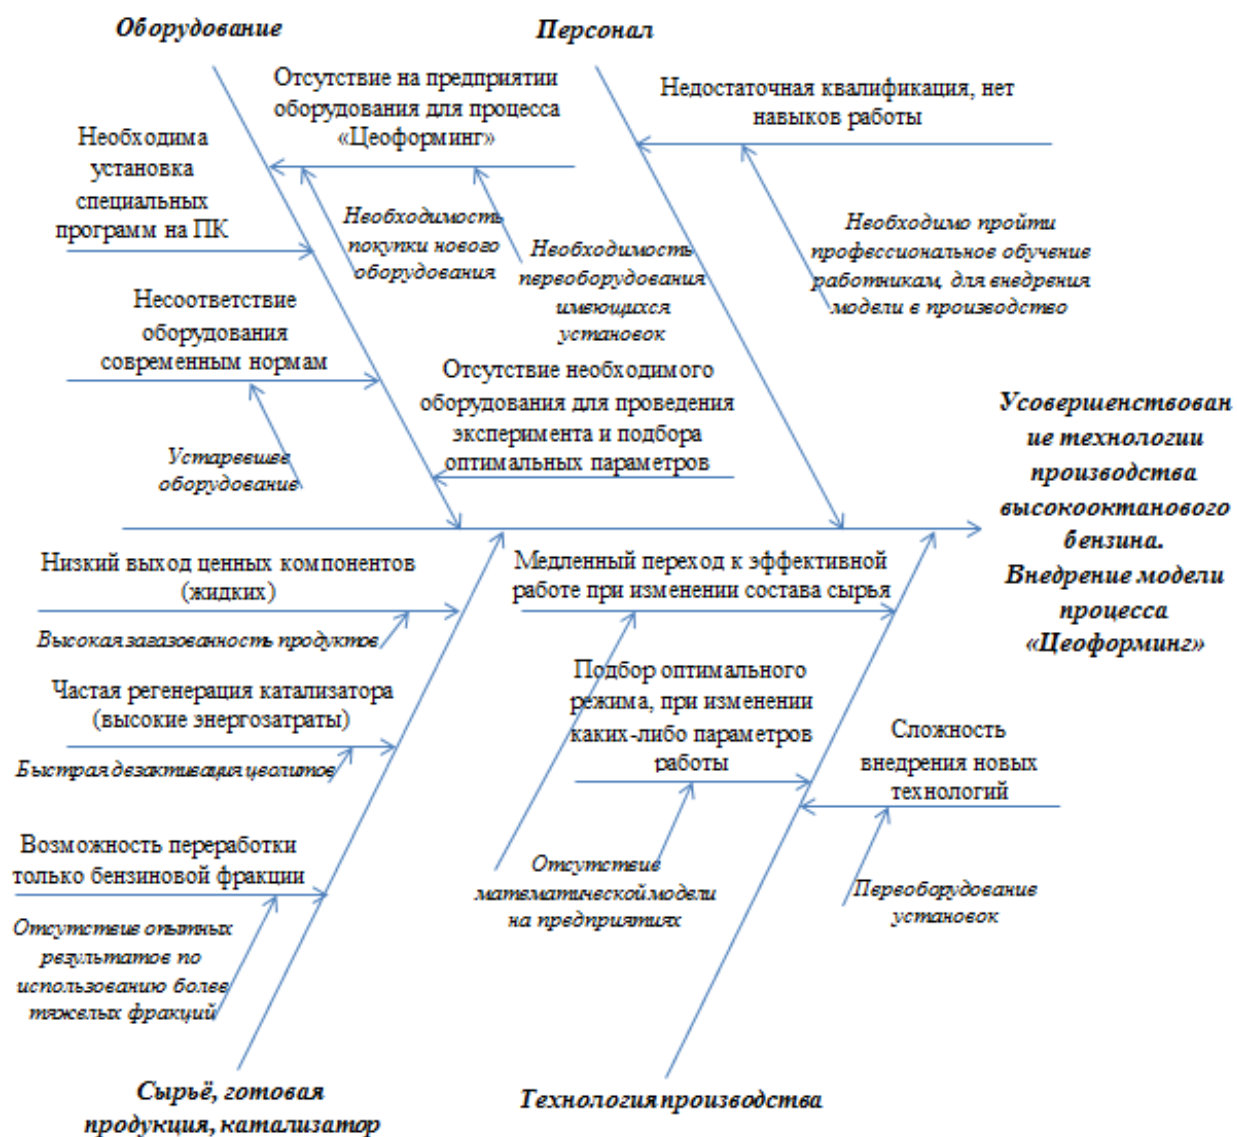 Оборудование
Персонал
Отсутствие на предприятии
оборудования для процесса
«Цеоформинг»
Недостаточная квалификация, нет
навыков работы
Необходима
установка
специальных
программ на ПК
Необходимость
покупки нового
оборудования
Необходимость
переоборудования
имеющихся
установок
Необходимо пройти
профессиональное обучение
работникам, для внедрения
модели в производство
Несоответствие
оборудования
современным нормам
Устаревшее
оборудование
Отсутствие необходимого
оборудования для проведения
эксперимента и подбора
оптимальных параметров
Усовершенствован
ие технологии
производства
высокооктанового
бензина.
Внедрение модели
процесса
«Цеоформинг»
Низкий выход ценных компонентов
(жидких)
Высокая загазованность продуктов
Медленный переход к эффективной
работе при изменении состава сырья
Частая регенерация катализатора
(высокие энергозатраты)
Быстрая дезактивация цеолитов
Подбор оптимального
режима, при изменении
каких-либо параметров
работы
Сложность
внедрения новых
технологий
Возможность переработки
только бензиновой фракции
Отсутствие опытных
результатов по
использованию более
тяжелых фракций
Отсутствие
математической модели
на предприятиях
Переоборудование
установок
Сырьё, готовая
продукция, катализатор
Технология производства